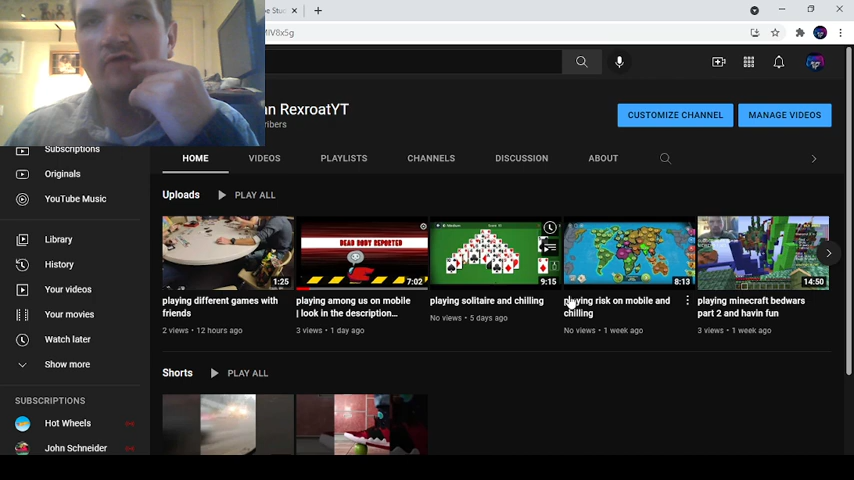 MlV8x5g
an RexroatYT
CUSTOMIZE CHANNEL
MANAGE VIDEOS
Subscriptions
HOME
VIDEOS
PLAYLISTS
CHANNELS
DISCUSSION
ABOUT
Originals
YouTube Music
Uploads
PLAY ALL
Library
History
Your videos
Your movies
Watch later
Show more
DEAD BODY REPORTED
1:25
7:02
9:15
8:13
14:50
playing different games with
friends
2 views • 12 hours ago
playing among us on mobile
| look in the description...
3 views • 1 day ago
playing solitaire and chilling
No views • 5 days ago
playing risk on mobile and
chilling
No views • 1 week ago
playing minecraft bedwars
part 2 and havin fun
3 views • 1 week ago
Shorts
PLAY ALL
SUBSCRIPTIONS
Hot Wheels
John Schneider